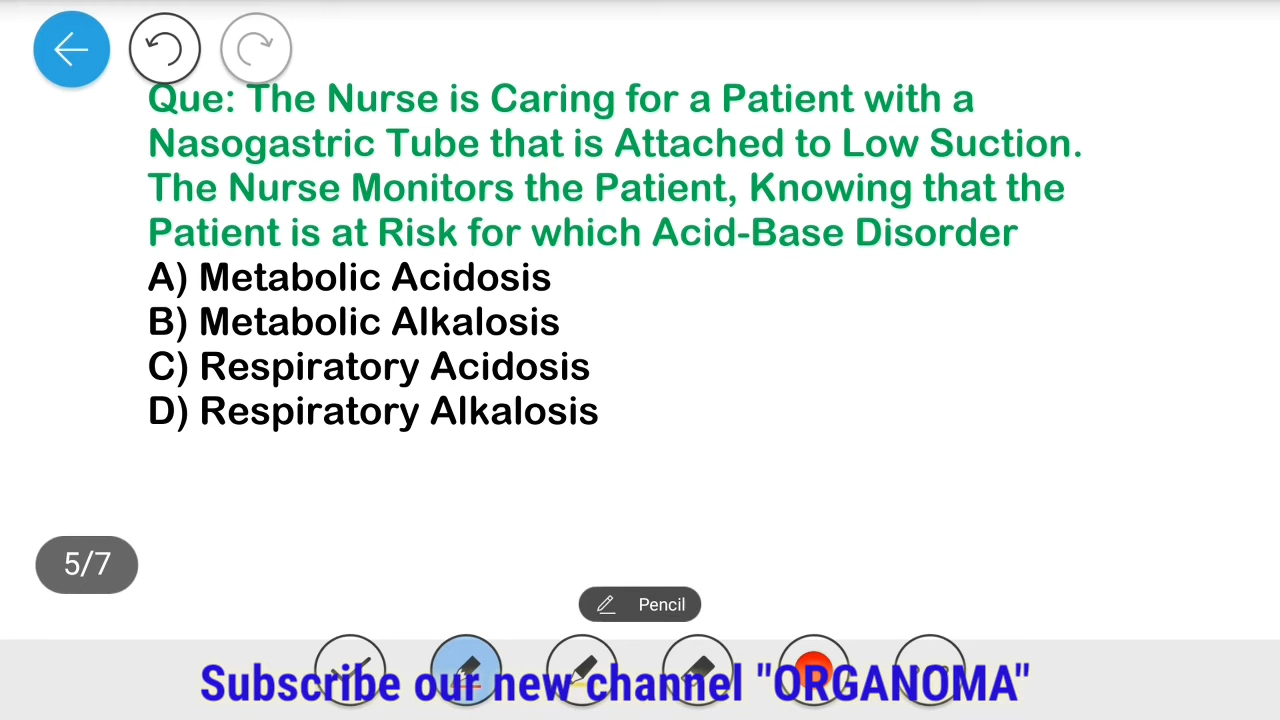 Que: The Nurse is Caring for a Patient with a
Nasogastric Tube that is Attached to Low Suction.
The Nurse Monitors the Patient, Knowing that the
Patient is at Risk for which Acid-Base Disorder
A) Metabolic Acidosis
B) Metabolic Alkalosis
C) Respiratory Acidosis
D) Respiratory Alkalosis
5/7
Pencil
Subscribe our new channel "ORGANOMA"